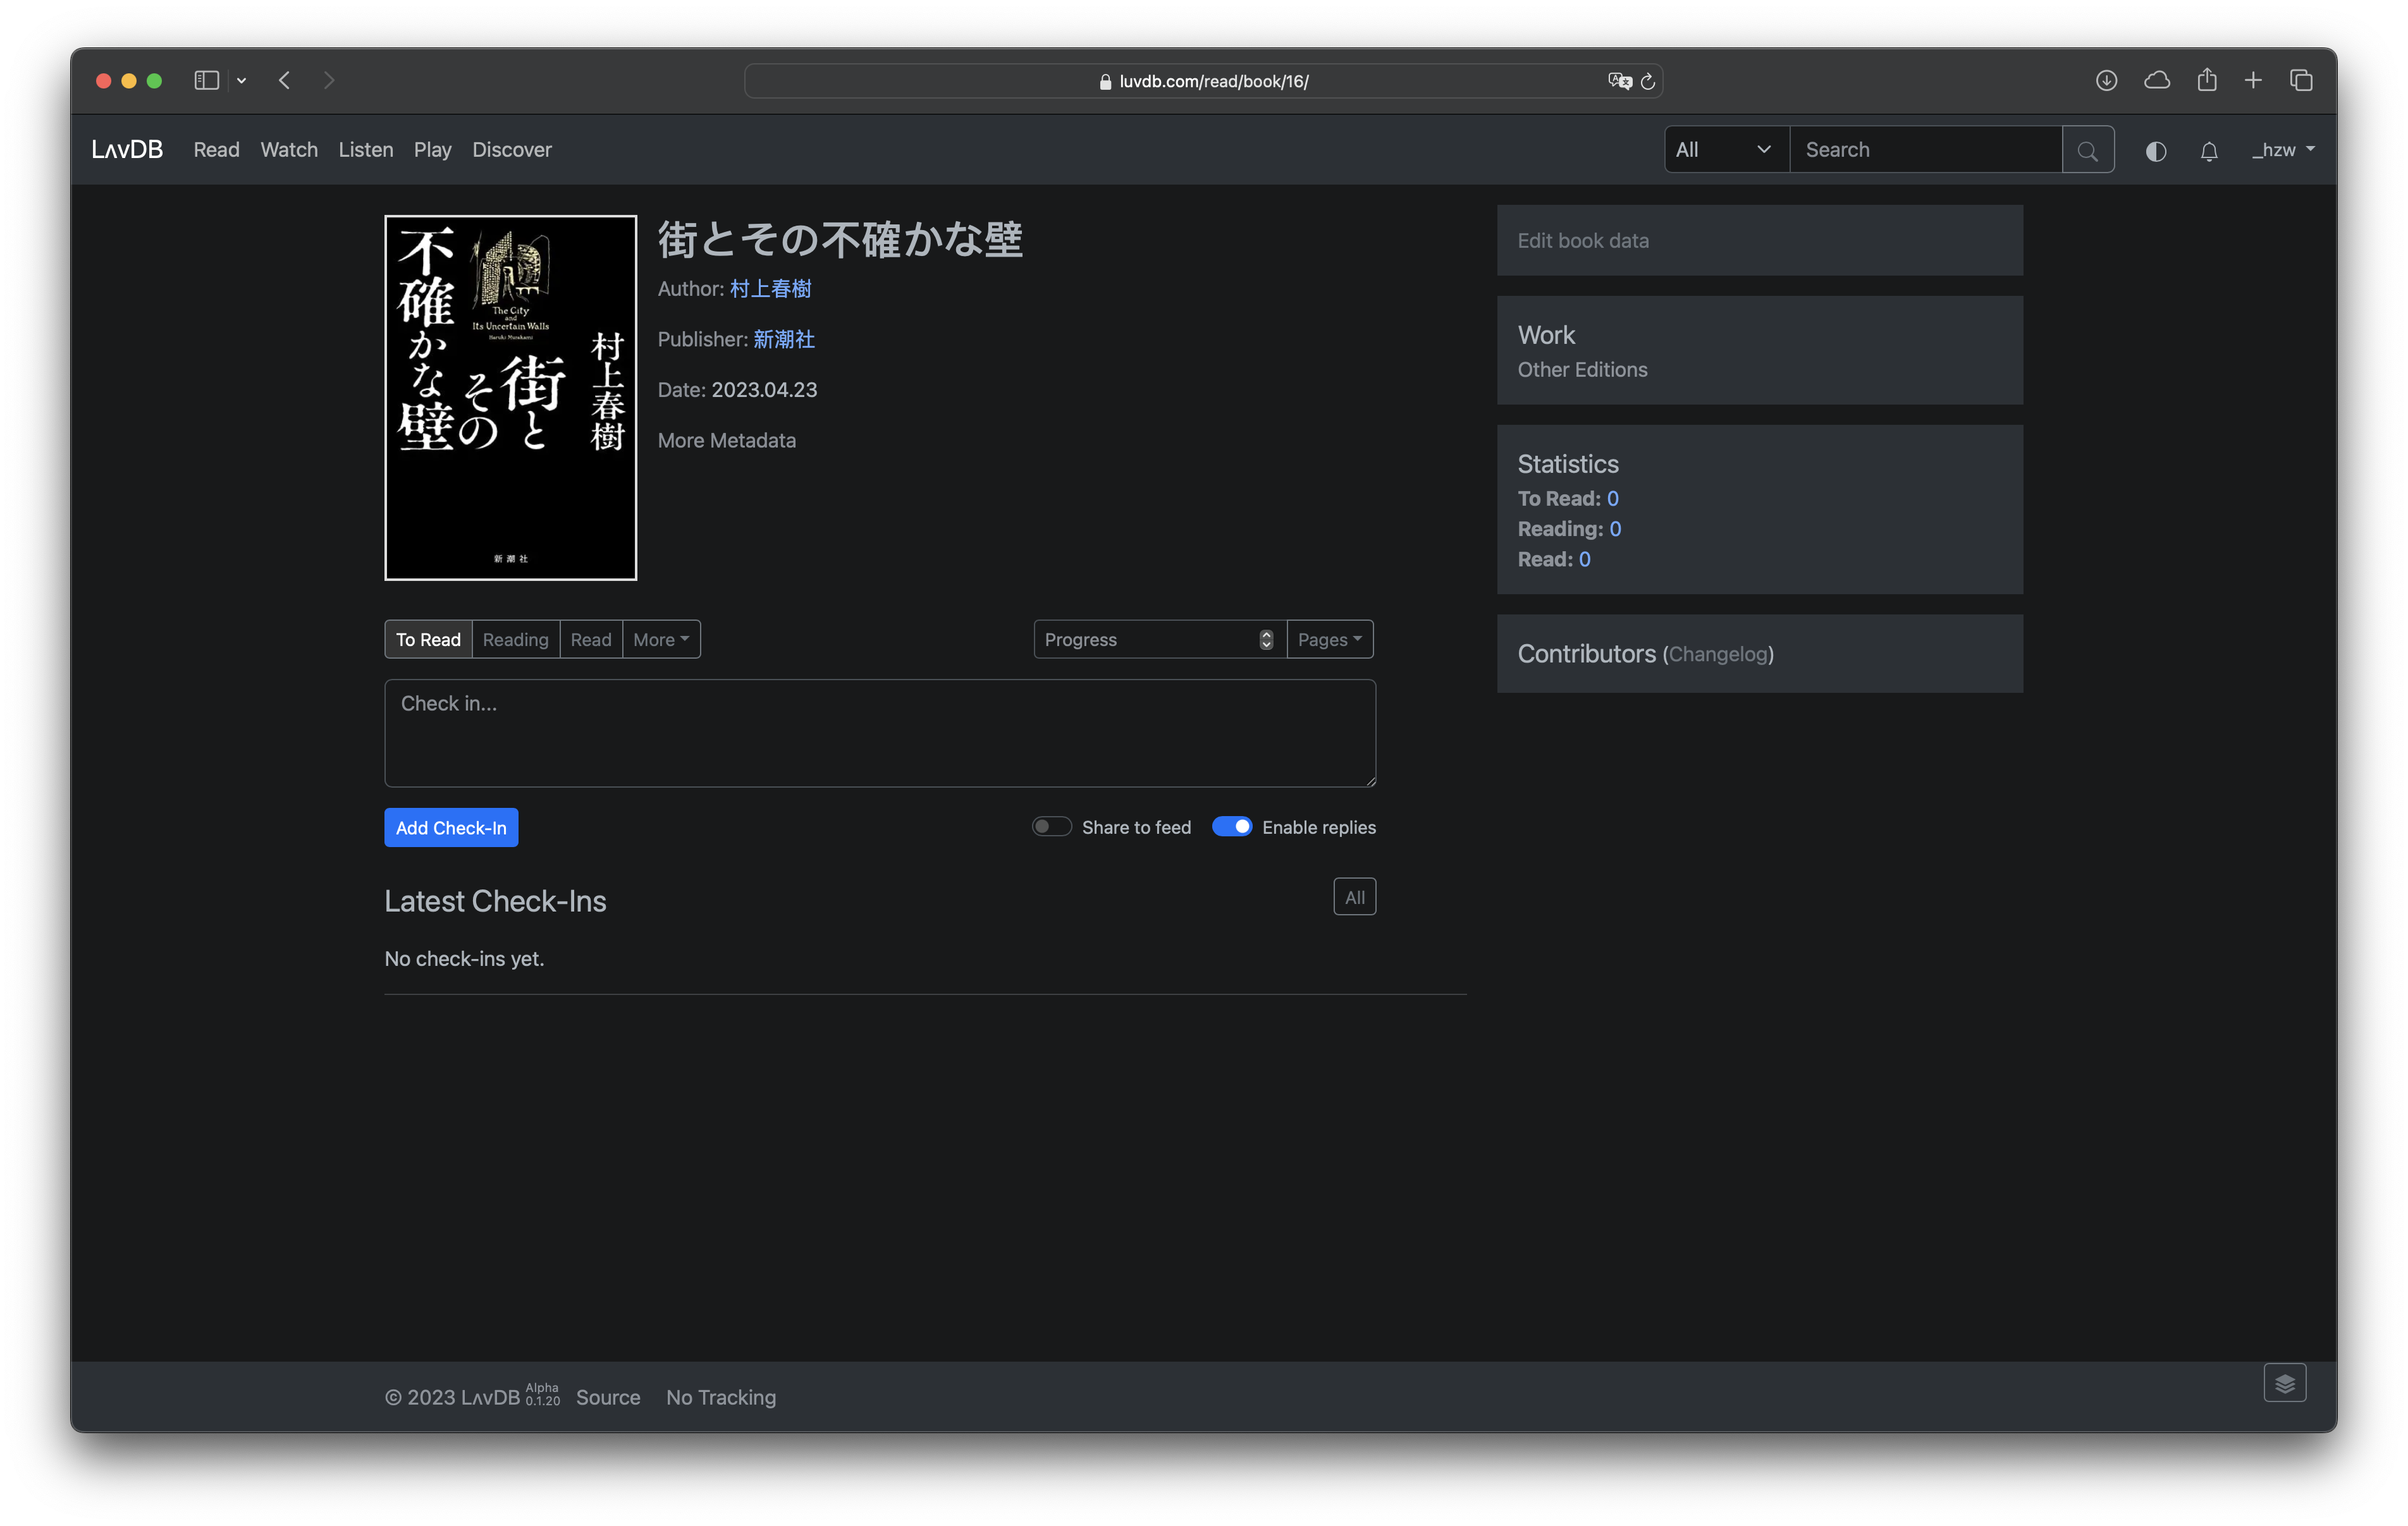 luvdb.com/read/book/16/
LʌvDB Read Watch Listen Play Discover All Search _hzw
不確かな壁
The City
and
Its Uncertain Walls
Haruki Murakami
街と
その
村上春樹
新潮社
街とその不確かな壁
Author: 村上春樹
Publisher: 新潮社
Date: 2023.04.23
More Metadata
To Read Reading Read More Progress Pages
Check in...
Add Check-In Share to feed Enable replies
Latest Check-Ins All
No check-ins yet.
Edit book data
Work
Other Editions
Statistics
To Read: 0
Reading: 0
Read: 0
Contributors (Changelog)
© 2023 LʌvDB Alpha 0.1.20 Source No Tracking